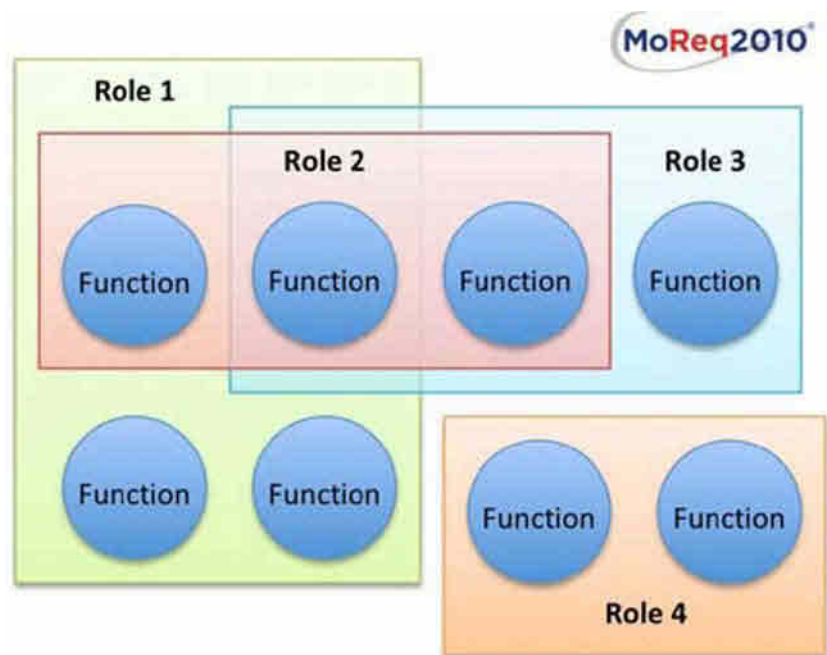 MoReq2010®
Role 1
Role 2
Role 3
Function
Function
Function
Function
Function
Function
Function
Function
Role 4